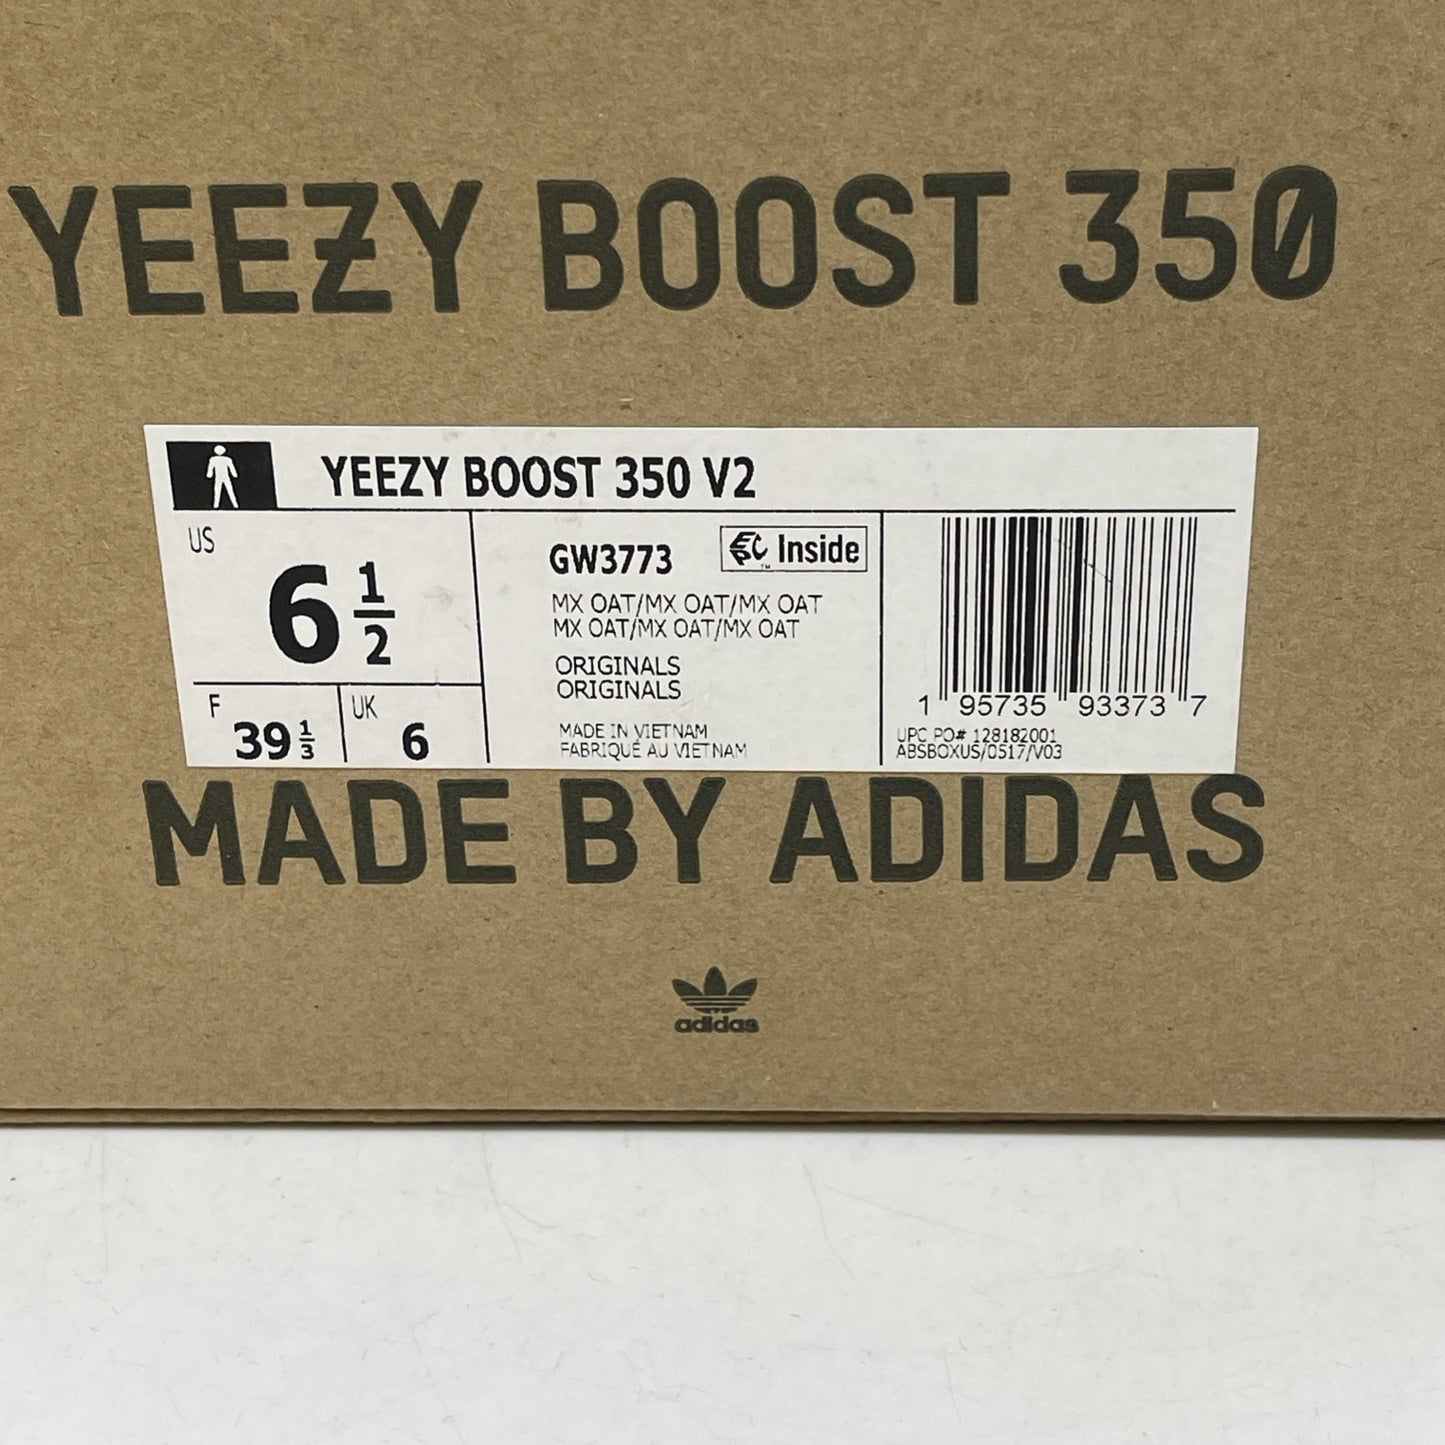 YEEZY BOOST 350
YEEZY BOOST 350 V2
US
6 1/2
F
39 1/3
UK
6
GW3773
EC Inside
™
MX OAT/MX OAT/MX OAT
MX OAT/MX OAT/MX OAT
ORIGINALS
ORIGINALS
MADE IN VIETNAM
FABRIQUÉ AU VIETNAM
1 95735 93373 7
UPC PO# 128182001
ABSBOXUS/0517/V03
MADE BY ADIDAS
adidas